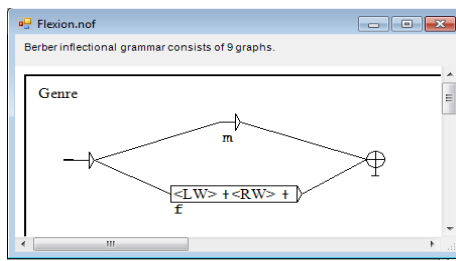 Flexion.nof
Berber inflectional grammar consists of 9 graphs.
Genre
m
<LW> +<RW> +
f